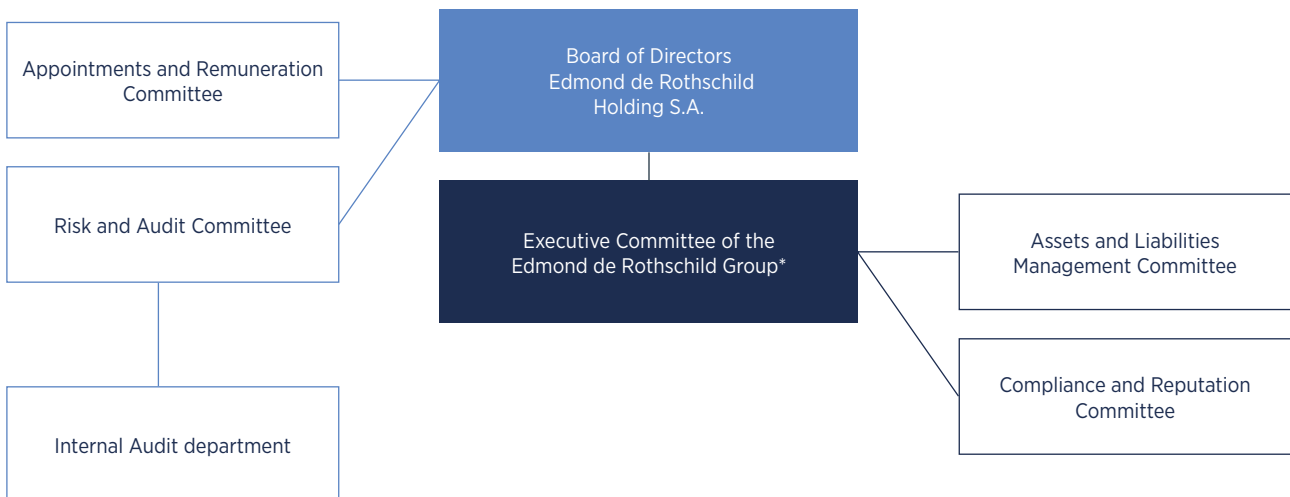 Appointments and Remuneration
Committee
Board of Directors
Edmond de Rothschild
Holding S.A.
Risk and Audit Committee
Executive Committee of the
Edmond de Rothschild Group*
Assets and Liabilities
Management Committee
Compliance and Reputation
Committee
Internal Audit department